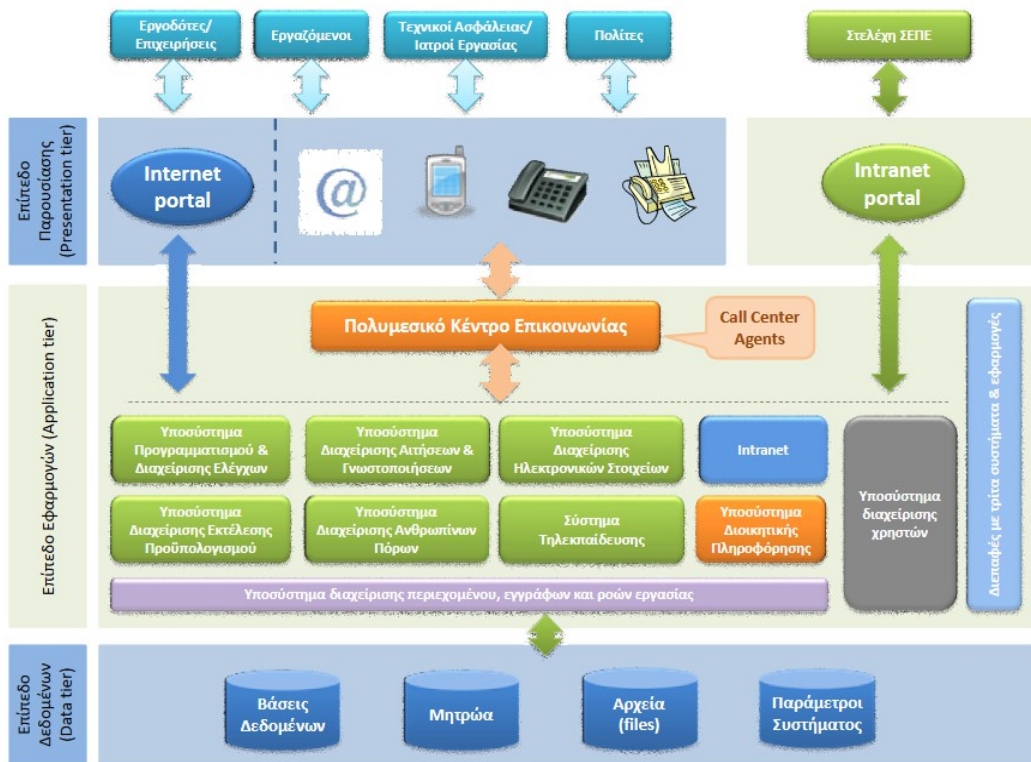 Εργοδότες/
Επιχειρήσεις
Εργαζόμενοι
Τεχνικοί Ασφάλειας/
Ιατροί Εργασίας
Πολίτες
Στελέχη ΣΕΠΕ
Επίπεδο
Παρουσίασης
(Presentation tier)
Internet
portal
@
Intranet
portal
Επίπεδο Εφαρμογών (Application tier)
Πολυμεσικό Κέντρο Επικοινωνίας
Call Center
Agents
Υποσύστημα
Προγραμματισμού &
Διαχείρισης Ελέγχων
Υποσύστημα
Διαχείρισης Αιτήσεων &
Γνωστοποιήσεων
Υποσύστημα
Διαχείρισης
Ηλεκτρονικών Στοιχείων
Intranet
Υποσύστημα
διαχείρισης
χρηστών
Διεπαφές με τρίτα συστήματα & εφαρμογές
Υποσύστημα
Διαχείρισης Εκτέλεσης
Προϋπολογισμού
Υποσύστημα
Διαχείρισης Ανθρωπίνων
Πόρων
Σύστημα
Τηλεκπαίδευσης
Υποσύστημα
Διοικητικής
Πληροφόρησης
Υποσύστημα διαχείρισης περιεχομένου, εγγράφων και ροών εργασίας
Επίπεδο
Δεδομένων
(Data tier)
Βάσεις
Δεδομένων
Μητρώα
Αρχεία
(files)
Παράμετροι
Συστήματος